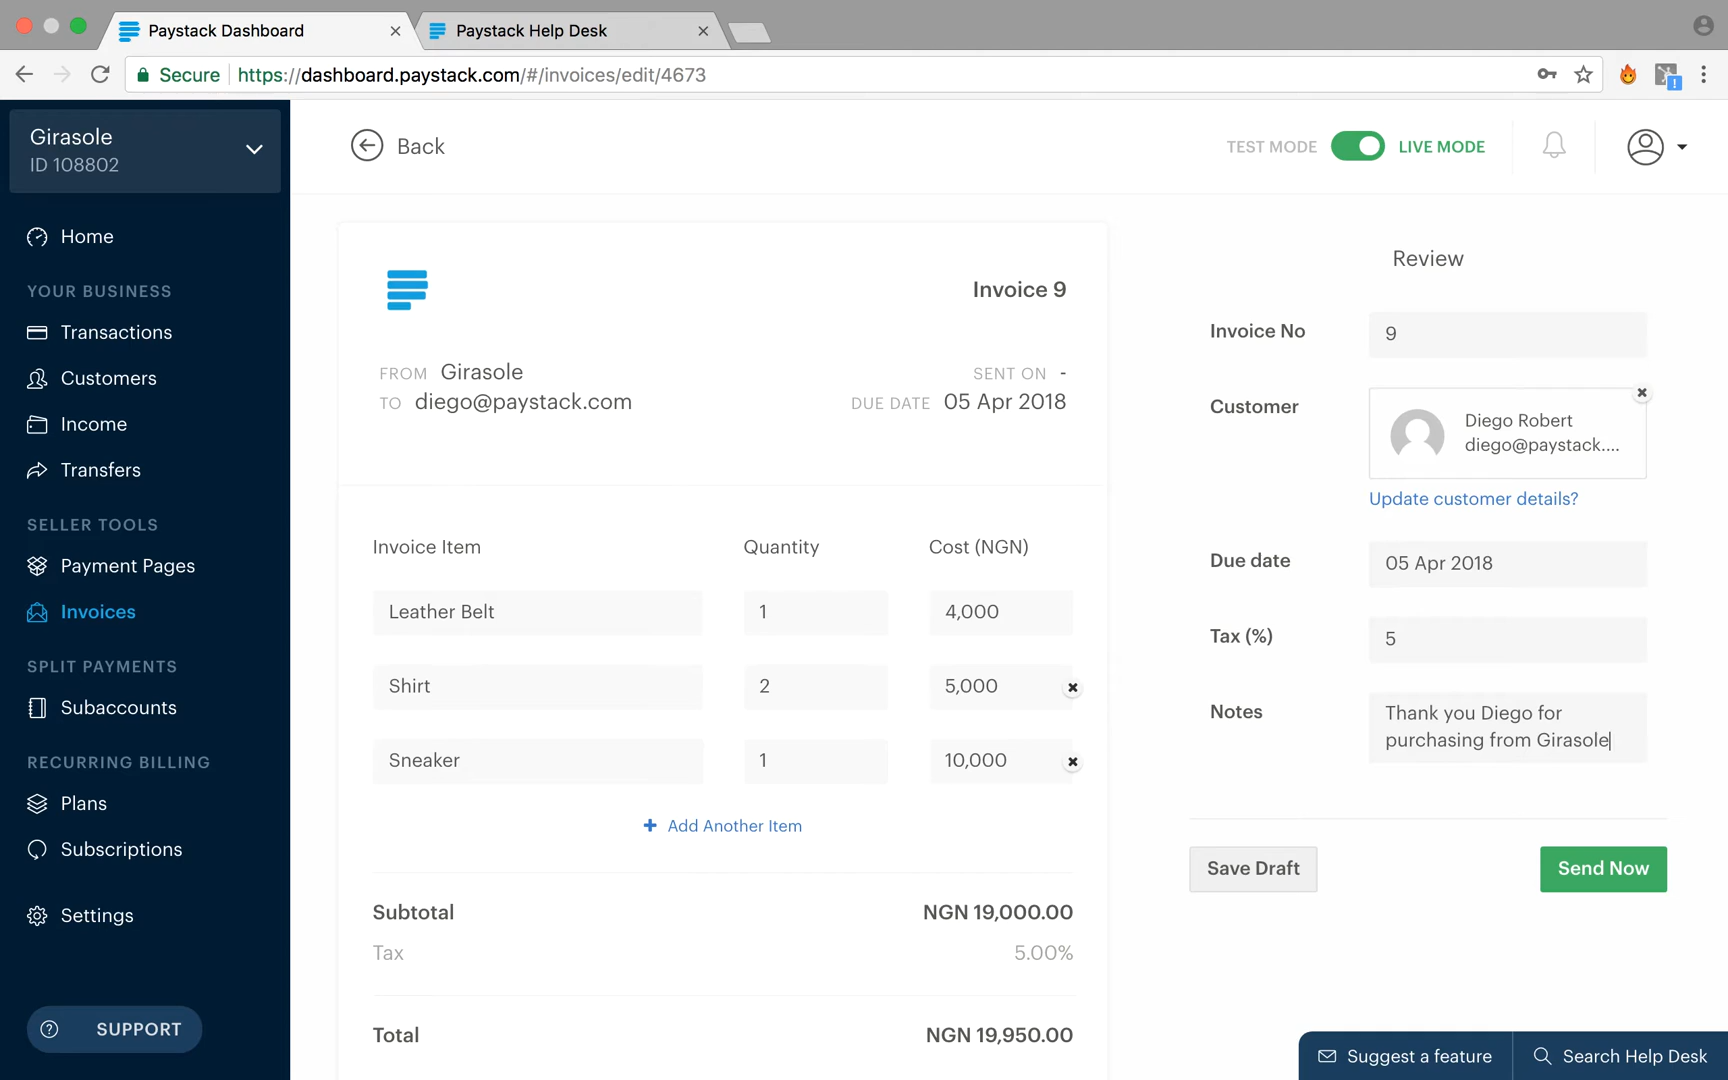 Paystack Dashboard
Paystack Help Desk
Secure https://dashboard.paystack.com/#/invoices/edit/4673
Girasole
ID 108802
Home
YOUR BUSINESS
Transactions
Customers
Income
Transfers
SELLER TOOLS
Payment Pages
Invoices
SPLIT PAYMENTS
Subaccounts
RECURRING BILLING
Plans
Subscriptions
Settings
SUPPORT
Back
TEST MODE LIVE MODE
Invoice 9
FROM Girasole
TO diego@paystack.com
SENT ON -
DUE DATE 05 Apr 2018
Invoice Item Quantity Cost (NGN)
Leather Belt 1 4,000
Shirt 2 5,000
Sneaker 1 10,000
+ Add Another Item
Subtotal NGN 19,000.00
Tax 5.00%
Total NGN 19,950.00
Review
Invoice No 9
Customer
Diego Robert
diego@paystack....
Update customer details?
Due date 05 Apr 2018
Tax (%) 5
Notes
Thank you Diego for
purchasing from Girasole
Save Draft
Send Now
Suggest a feature
Search Help Desk